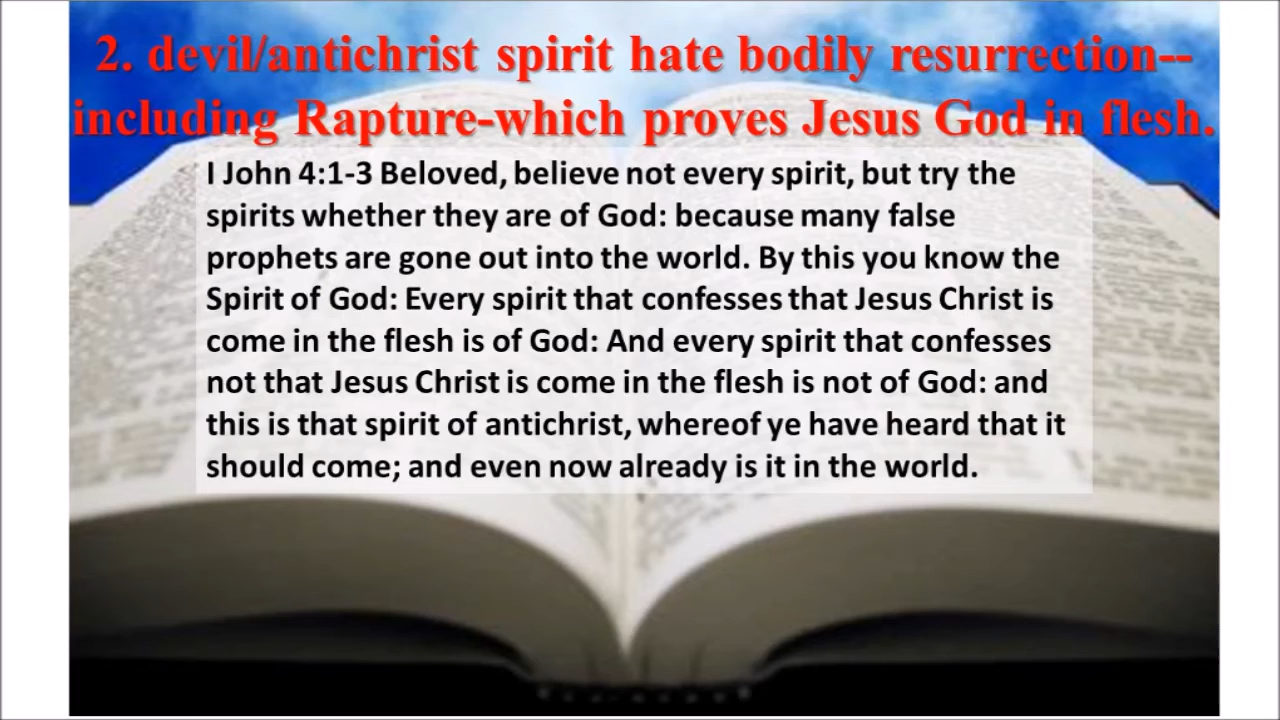 2. devil/antichrist spirit hate bodily resurrection--
including Rapture-which proves Jesus God in flesh.
I John 4:1-3 Beloved, believe not every spirit, but try the
spirits whether they are of God: because many false
prophets are gone out into the world. By this you know the
Spirit of God: Every spirit that confesses that Jesus Christ is
come in the flesh is of God: And every spirit that confesses
not that Jesus Christ is come in the flesh is not of God: and
this is that spirit of antichrist, whereof ye have heard that it
should come; and even now already is it in the world.